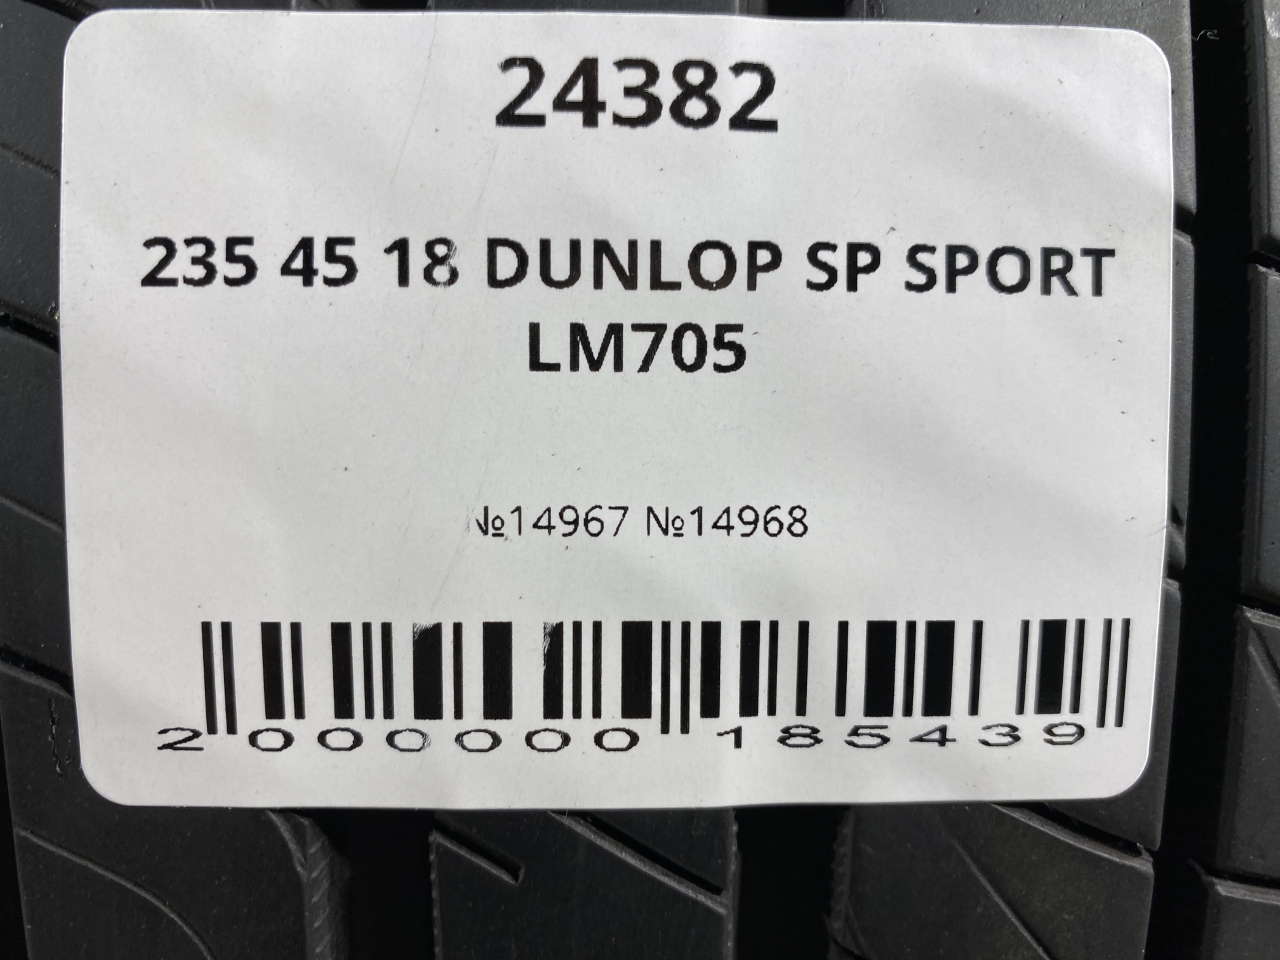 24382
235 45 18 DUNLOP SP SPORT
LM705
№14967 №14968
2 000000 185439